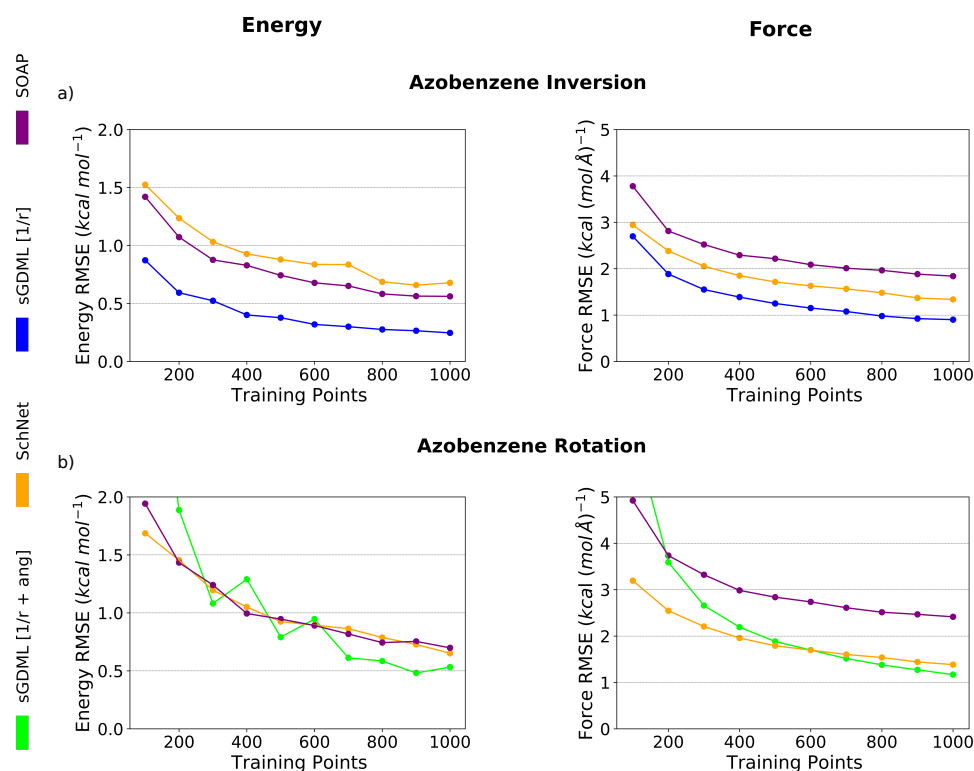 Energy
Force
Azobenzene Inversion
a)
Energy RMSE (kcal mol⁻¹)
2.0
1.5
1.0
0.5
0.0
200 400 600 800 1000
Training Points
Force RMSE (kcal (mol Å)⁻¹)
5
4
3
2
1
0
200 400 600 800 1000
Training Points
Azobenzene Rotation
b)
Energy RMSE (kcal mol⁻¹)
2.0
1.5
1.0
0.5
0.0
200 400 600 800 1000
Training Points
Force RMSE (kcal (mol Å)⁻¹)
5
4
3
2
1
0
200 400 600 800 1000
Training Points
SOAP
sGDML [1/r]
SchNet
sGDML [1/r + ang]